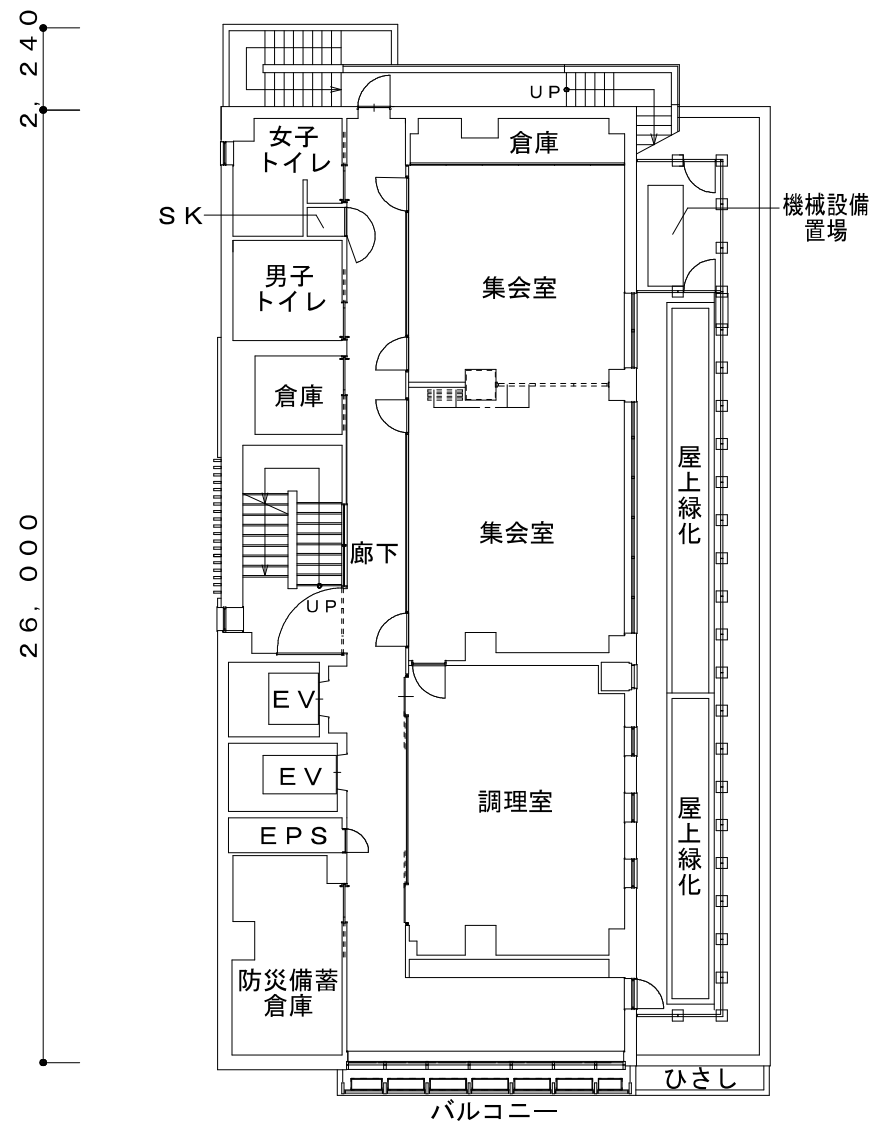 2,240
UP
女子
トイレ
倉庫
SK
機械設備
置場
男子
トイレ
集会室
倉庫
屋上緑化
集会室
廊下
26,000
UP
EV
EV
調理室
屋上緑化
EPS
防災備蓄
倉庫
ひさし
バルコニー